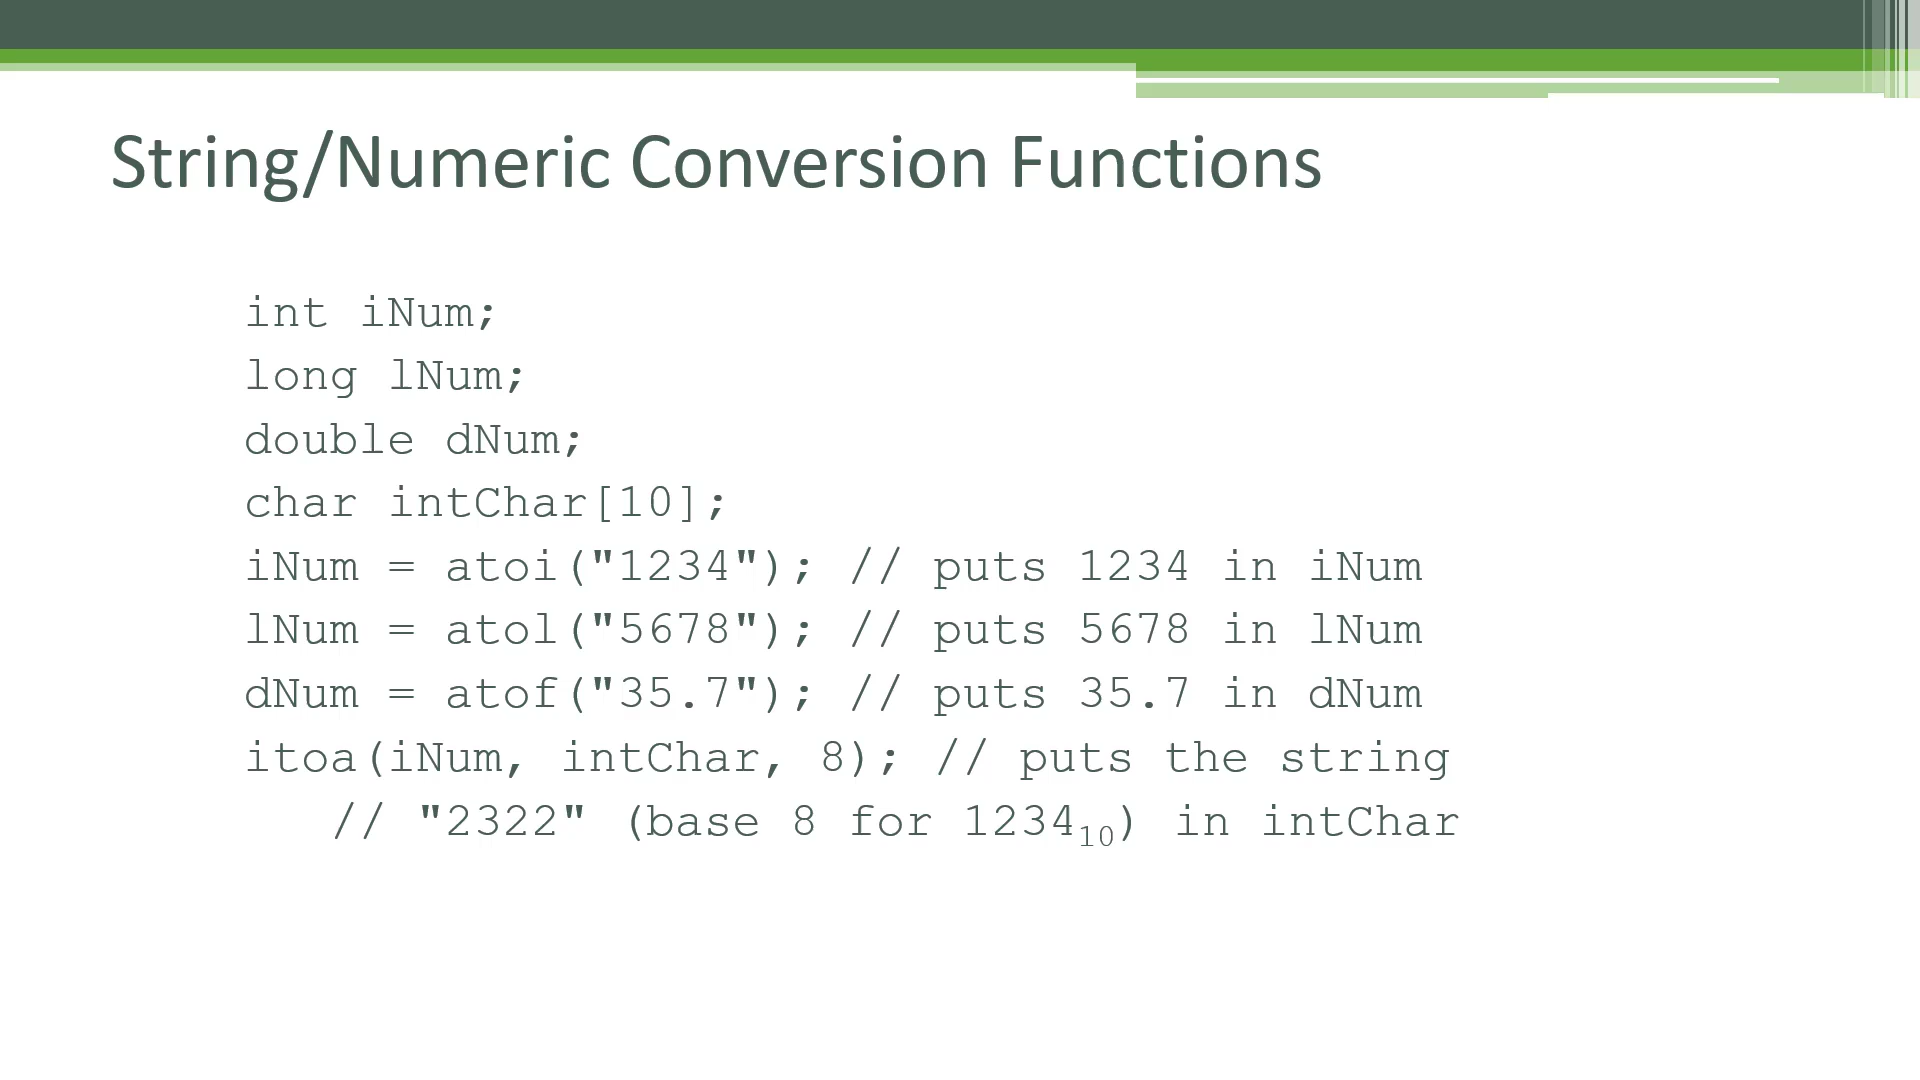 String/Numeric Conversion Functions
int iNum;
long lNum;
double dNum;
char intChar[10];
iNum = atoi("1234"); // puts 1234 in iNum
lNum = atol("5678"); // puts 5678 in lNum
dNum = atof("35.7"); // puts 35.7 in dNum
itoa(iNum, intChar, 8); // puts the string
// "2322" (base 8 for 1234₁₀) in intChar